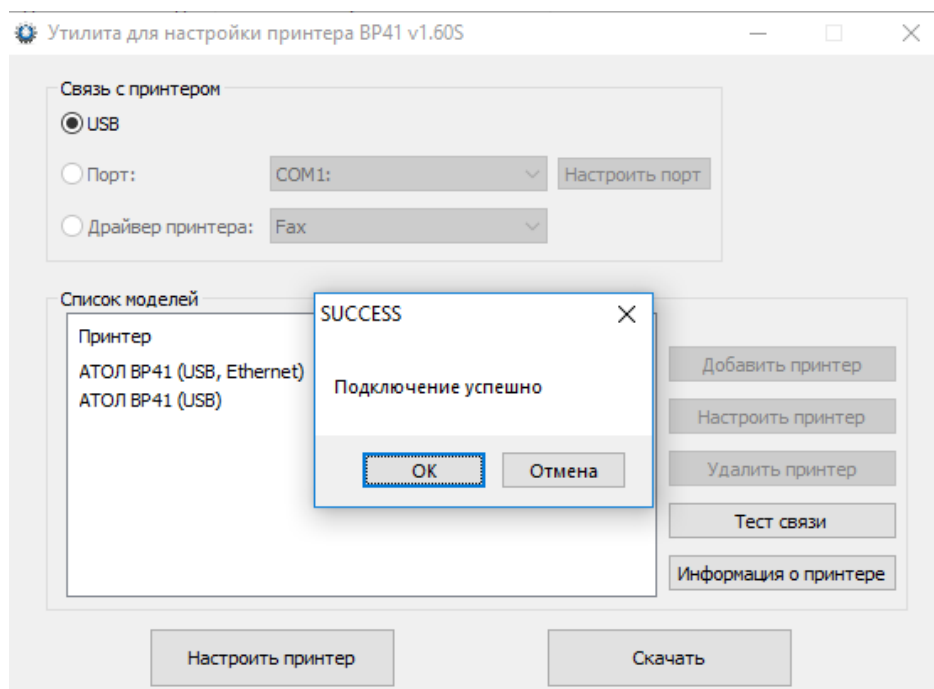 Утилита для настройки принтера BP41 v1.60S
Связь с принтером
USB
Порт:
COM1:
Настроить порт
Драйвер принтера:
Fax
Список моделей
Принтер
АТОЛ BP41 (USB, Ethernet)
АТОЛ BP41 (USB)
SUCCESS
Подключение успешно
ОК
Отмена
Добавить принтер
Настроить принтер
Удалить принтер
Тест связи
Информация о принтере
Настроить принтер
Скачать